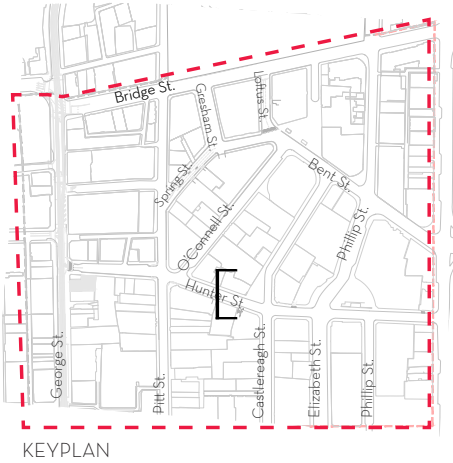 Bridge St.
Gresham St.
Loftus St.
Spring St.
Bent St.
O'Connell St.
Phillip St.
Hunter St.
George St.
Pitt St.
Castlereagh St.
Elizabeth St.
Phillip St.
KEYPLAN